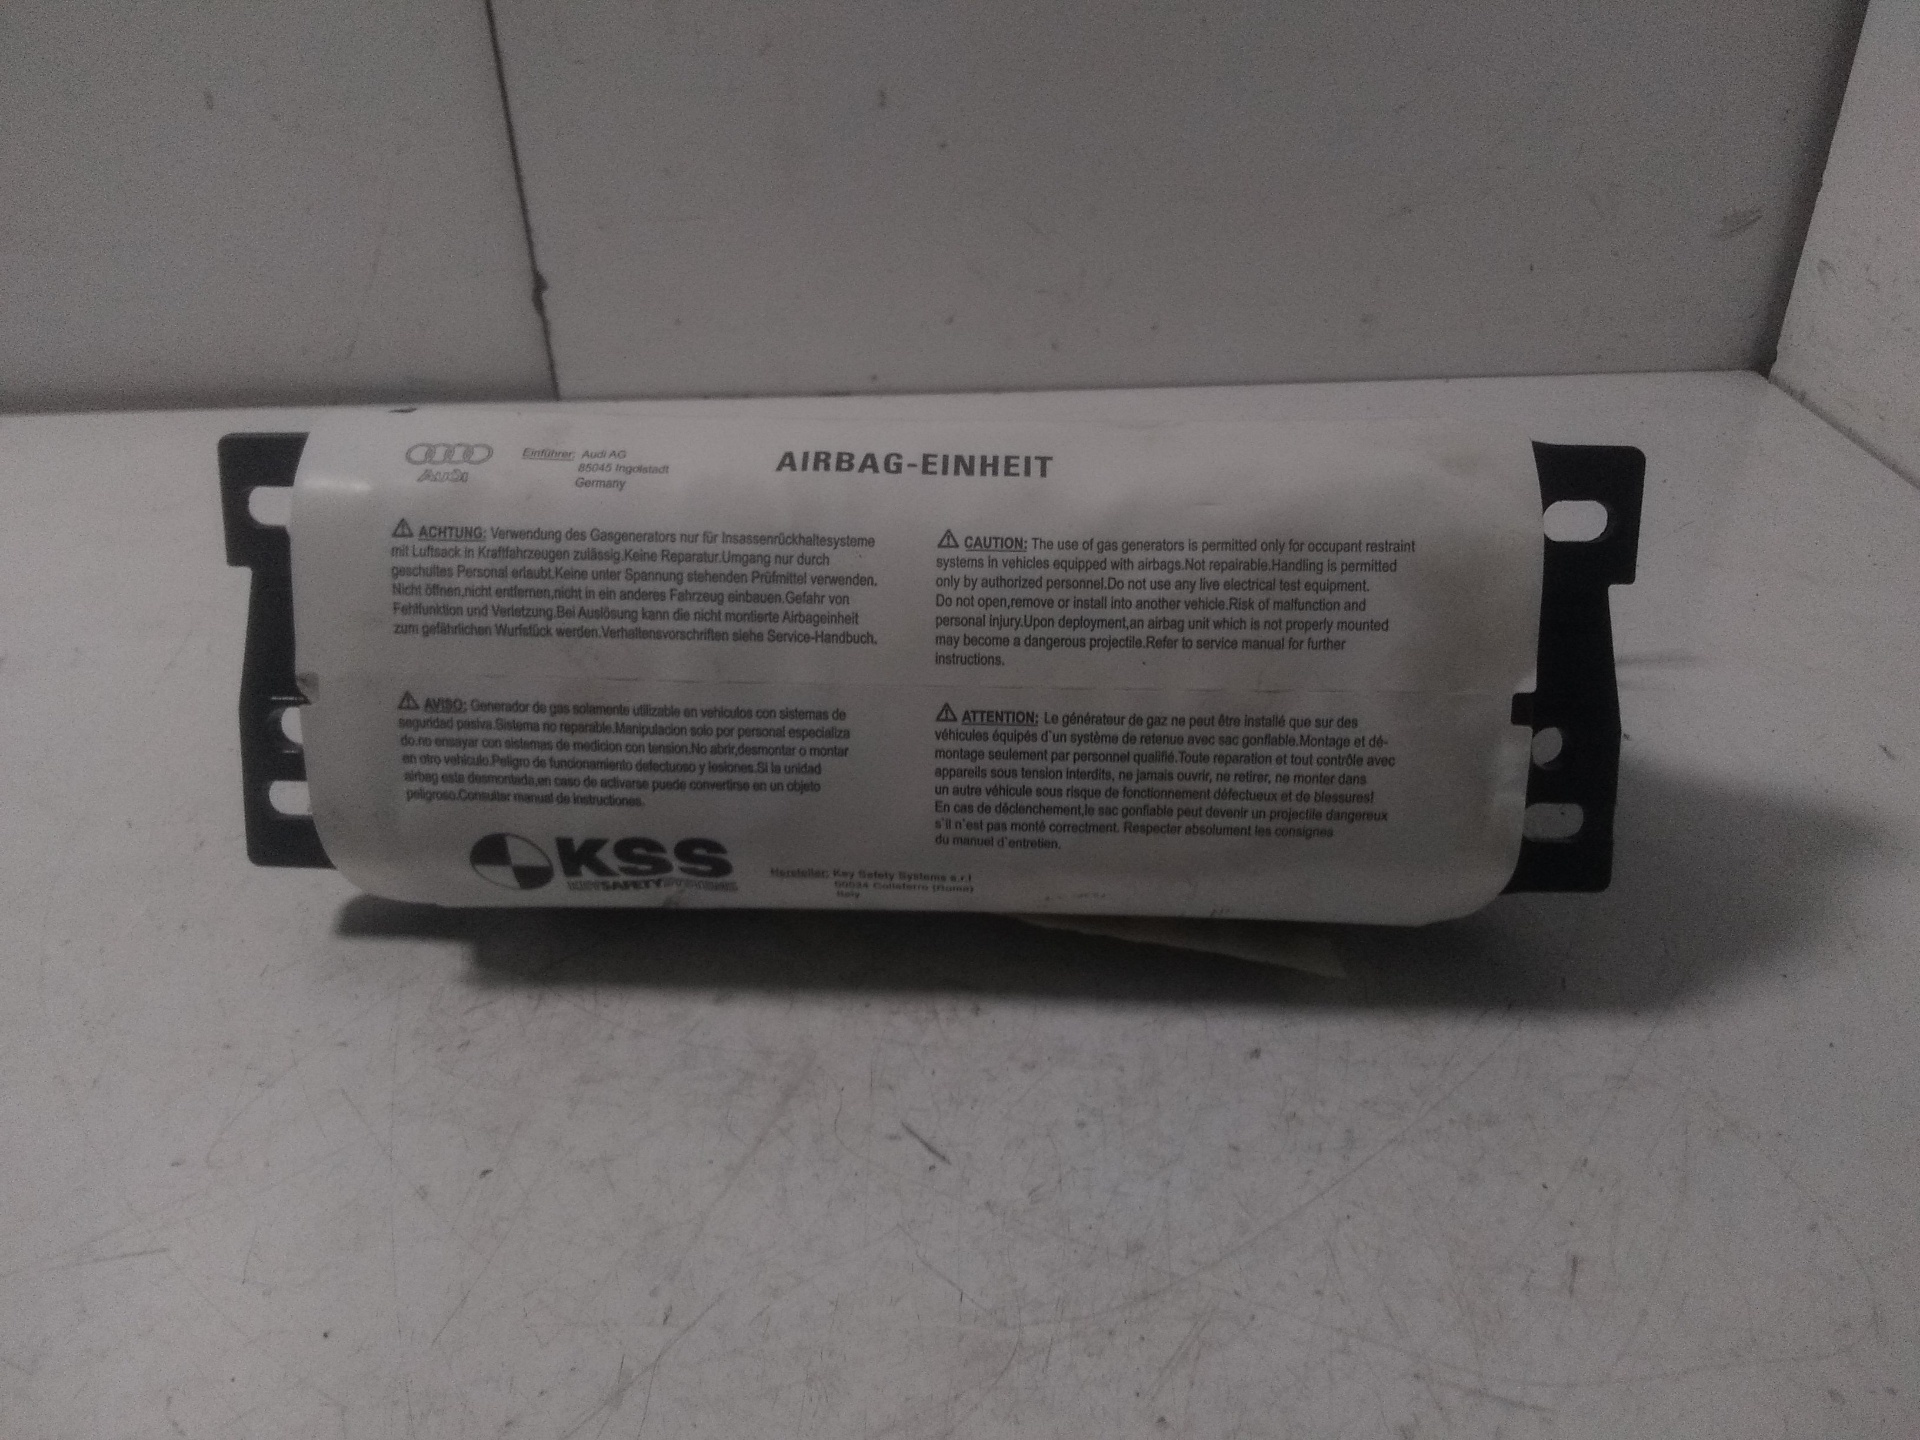 Audi
Einführer: Audi AG
85045 Ingolstadt
Germany
AIRBAG-EINHEIT
ACHTUNG: Verwendung des Gasgenerators nur für Insassenrückhaltesysteme
mit Luftsack in Kraftfahrzeugen zulässig.Keine Reparatur.Umgang nur durch
geschultes Personal erlaubt.Keine unter Spannung stehenden Prüfmittel verwenden.
Nicht öffnen,nicht entfernen,nicht in ein anderes Fahrzeug einbauen.Gefahr von
Fehlfunktion und Verletzung.Bei Auslösung kann die nicht montierte Airbageinheit
zum gefährlichen Wurfstück werden.Verhaltensvorschriften siehe Service-Handbuch.
CAUTION: The use of gas generators is permitted only for occupant restraint
systems in vehicles equipped with airbags.Not repairable.Handling is permitted
only by authorized personnel.Do not use any live electrical test equipment.
Do not open,remove or install into another vehicle.Risk of malfunction and
personal injury.Upon deployment,an airbag unit which is not properly mounted
may become a dangerous projectile.Refer to service manual for further
instructions.
AVISO: Generador de gas solamente utilizable en vehiculos con sistemas de
seguridad pasiva.Sistema no reparable.Manipulacion solo por personal especializa
do.no ensayar con sistemas de medicion con tension.No abrir,desmontar o montar
en otro vehiculo.Peligro de funcionamiento defectuoso y lesiones.Si la unidad
airbag esta desmontada,en caso de activarse puede convertirse en un objeto
peligroso.Consultar manual de instructiones.
ATTENTION: Le générateur de gaz ne peut être installé que sur des
véhicules équipés d'un système de retenue avec sac gonflable.Montage et dé-
montage seulement par personnel qualifié.Toute reparation et tout contrôle avec
appareils sous tension interdits, ne jamais ouvrir, ne retirer, ne monter dans
un autre véhicule sous risque de fonctionnement défectueux et de blessures!
En cas de déclenchement,le sac gonflable peut devenir un projectile dangereux
s'il n'est pas monté correctment. Respecter absolument les consignes
du manuel d'entretien.
KSS
KEY SAFETY SYSTEMS
Hersteller: Key Safety Systems s.r.l
00034 Colleferro (Roma)
Italy